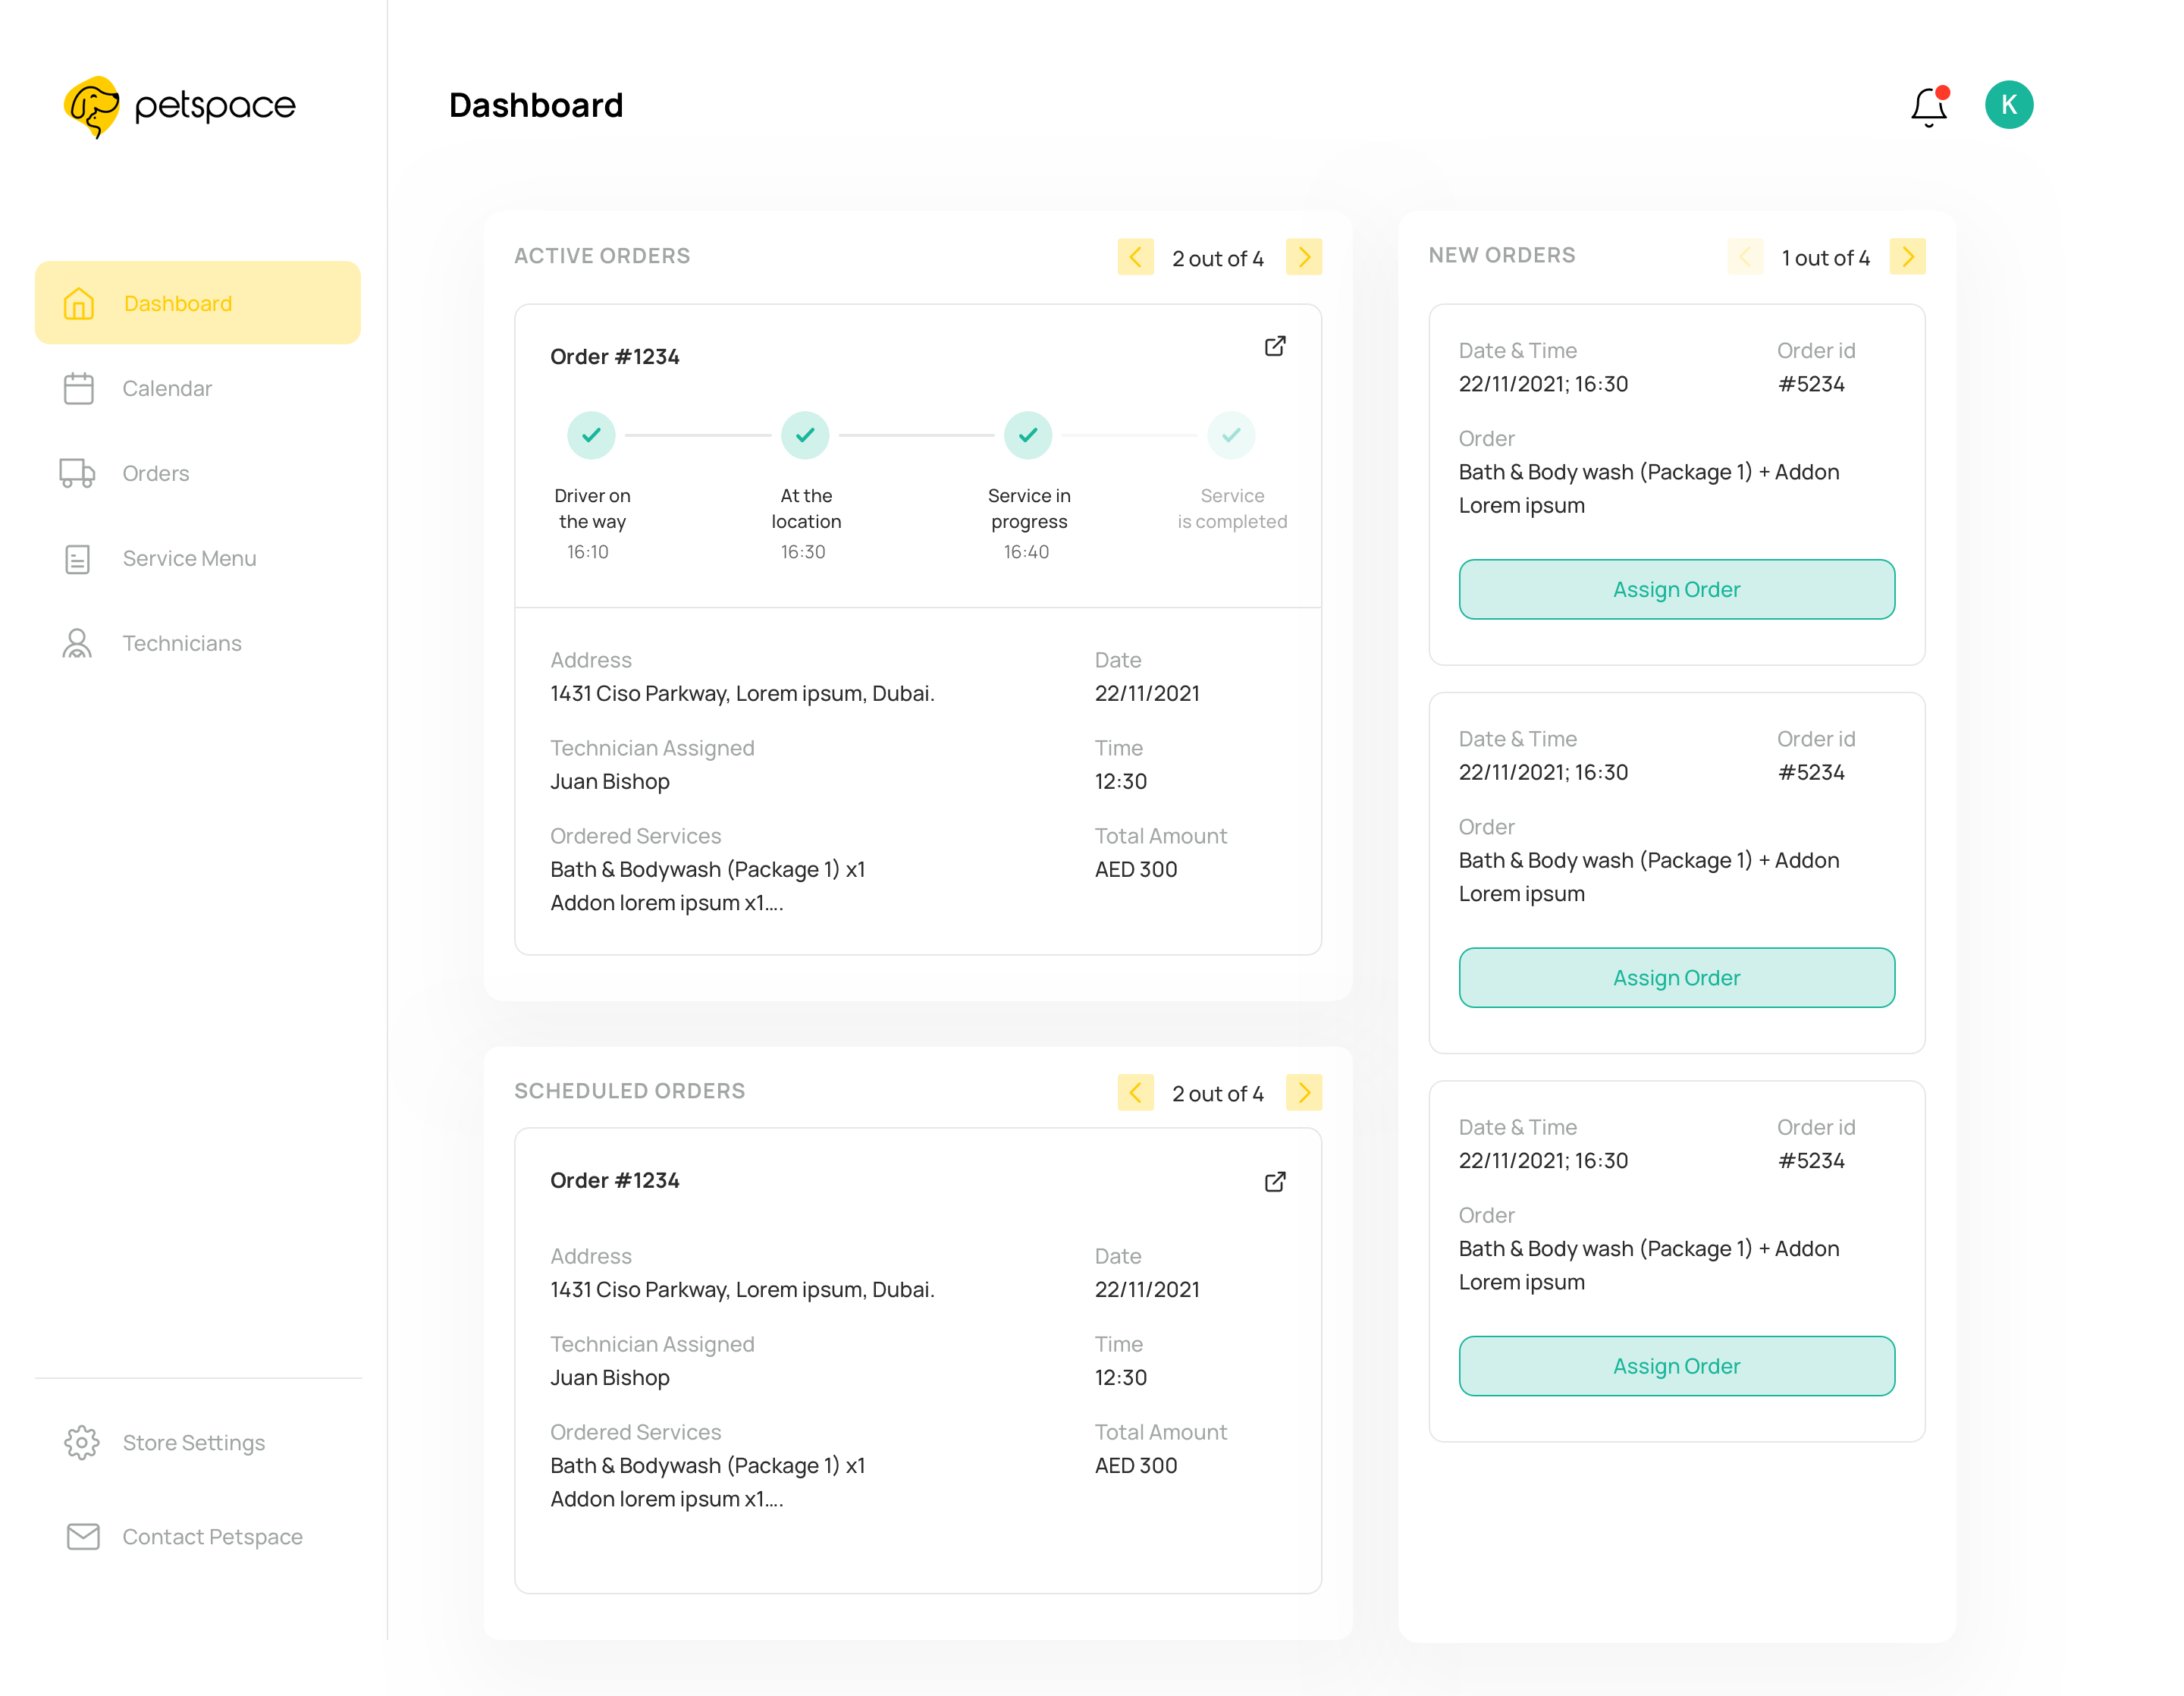 petspace
Dashboard
K
Dashboard
Calendar
Orders
Service Menu
Technicians
Store Settings
Contact Petspace
ACTIVE ORDERS
2 out of 4
Order #1234
Driver on
the way
16:10
At the
location
16:30
Service in
progress
16:40
Service
is completed
Address
1431 Ciso Parkway, Lorem ipsum, Dubai.
Date
22/11/2021
Technician Assigned
Juan Bishop
Time
12:30
Ordered Services
Bath & Bodywash (Package 1) x1
Addon lorem ipsum x1....
Total Amount
AED 300
SCHEDULED ORDERS
2 out of 4
Order #1234
Address
1431 Ciso Parkway, Lorem ipsum, Dubai.
Date
22/11/2021
Technician Assigned
Juan Bishop
Time
12:30
Ordered Services
Bath & Bodywash (Package 1) x1
Addon lorem ipsum x1....
Total Amount
AED 300
NEW ORDERS
1 out of 4
Date & Time
22/11/2021; 16:30
Order id
#5234
Order
Bath & Body wash (Package 1) + Addon
Lorem ipsum
Assign Order
Date & Time
22/11/2021; 16:30
Order id
#5234
Order
Bath & Body wash (Package 1) + Addon
Lorem ipsum
Assign Order
Date & Time
22/11/2021; 16:30
Order id
#5234
Order
Bath & Body wash (Package 1) + Addon
Lorem ipsum
Assign Order